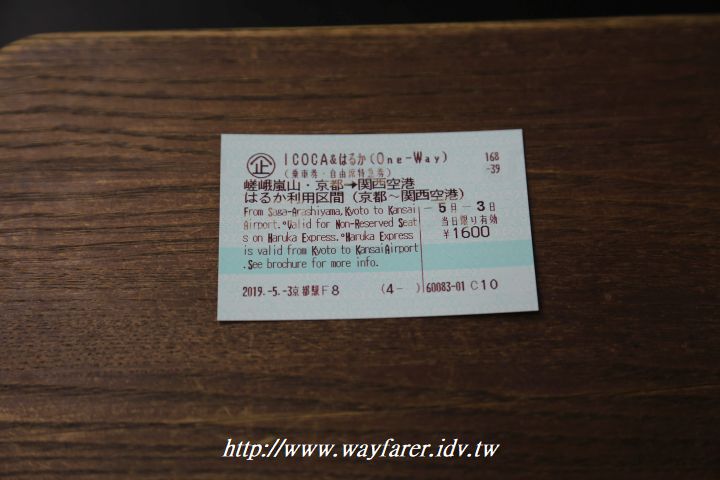 企 ICOCA&はるか(One-Way) 168
(乗車券・自由席特急券) -39
嵯峨嵐山・京都→関西空港
はるか利用区間(京都～関西空港)
From Saga-Arashiyama,Kyoto to Kansai - 5月 - 3日
Airport.*Valid for Non-Reserved Seat 当日限り有効
s on Haruka Express.*Haruka Express ¥1600
is valid from Kyoto to KansaiAirport
.See brochure for more info.
2019.-5.-3京都駅F8 (4- ) 60083-01 C10
http://www.wayfarer.idv.tw